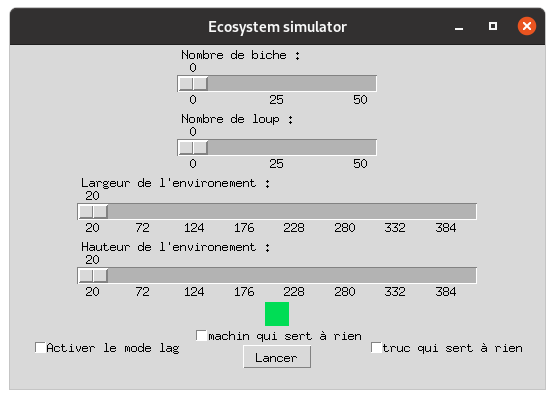 Ecosystem simulator
Nombre de biche :
0
0 25 50
Nombre de loup :
0
0 25 50
Largeur de l'environement :
20
20 72 124 176 228 280 332 384
Hauteur de l'environement :
20
20 72 124 176 228 280 332 384
machin qui sert à rien
Activer le mode lag
truc qui sert à rien
Lancer